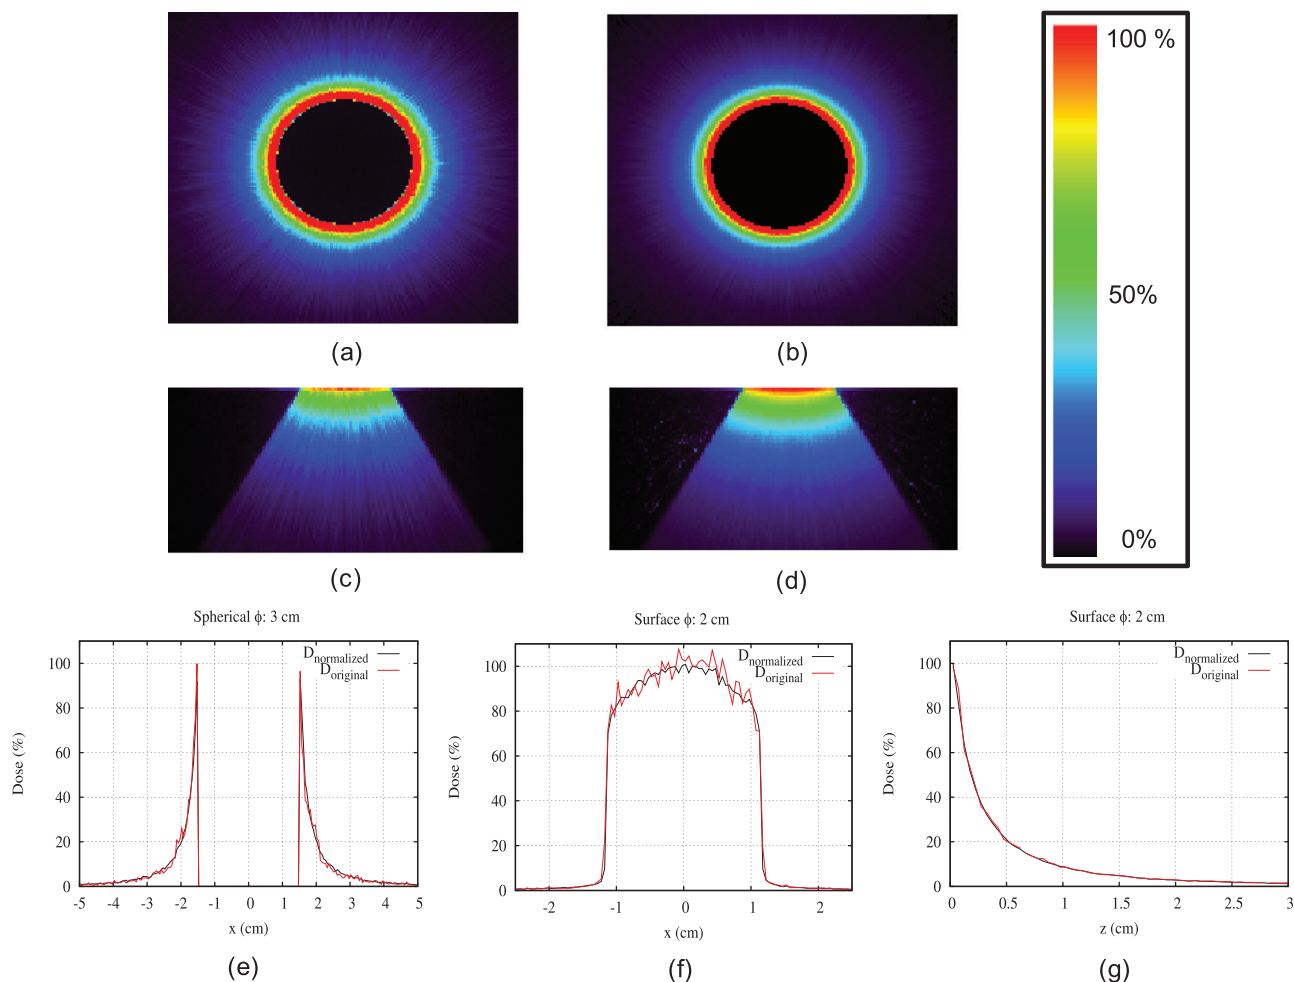 100 %
50%
0%
(a)
(b)
(c)
(d)
Spherical ϕ: 3 cm
Dnormalized
Doriginal
Dose (%)
100
80
60
40
20
0
-5 -4 -3 -2 -1 0 1 2 3 4 5
x (cm)
(e)
Surface ϕ: 2 cm
Dnormalized
Doriginal
Dose (%)
100
80
60
40
20
0
-2 -1 0 1 2
x (cm)
(f)
Surface ϕ: 2 cm
Dnormalized
Doriginal
Dose (%)
100
80
60
40
20
0
0 0.5 1 1.5 2 2.5 3
z (cm)
(g)